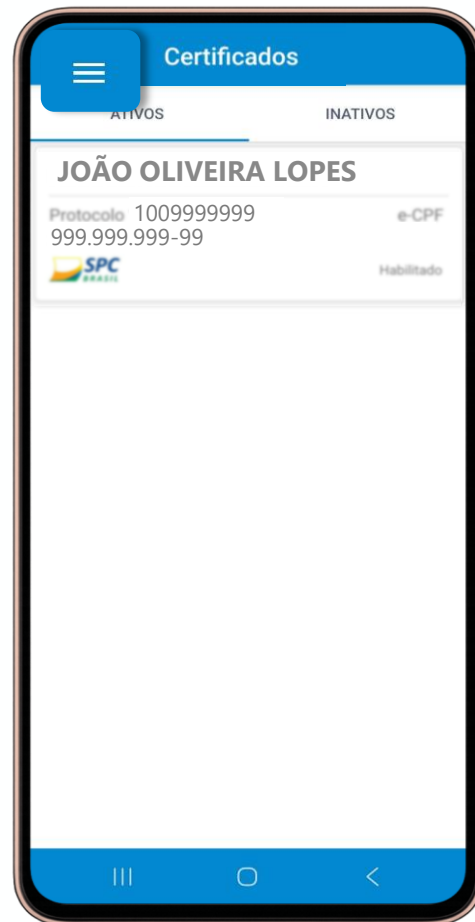 Certificados
ATIVOS INATIVOS
JOÃO OLIVEIRA LOPES
Protocolo 1009999999 e-CPF
999.999.999-99
SPC
BRASIL
Habilitado